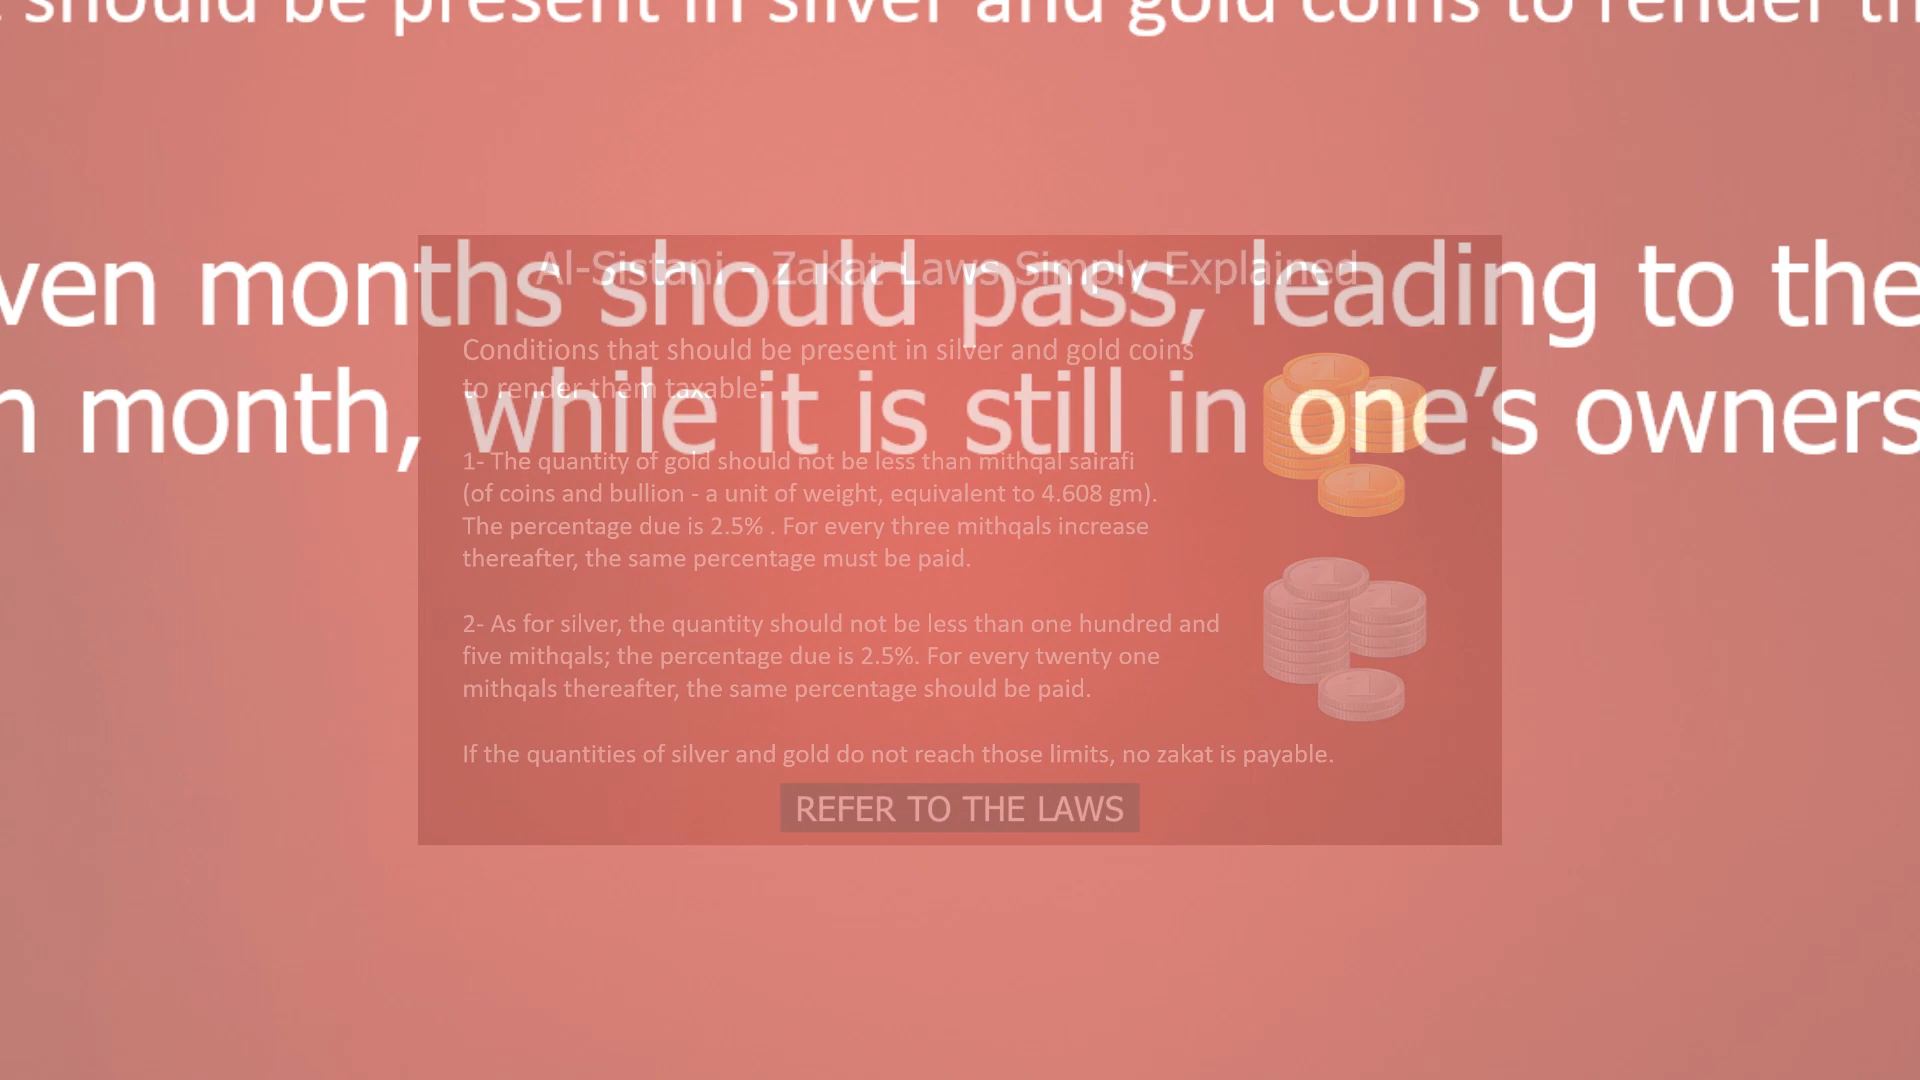 should be present in silver and gold coins to render th
ven months should pass, leading to the
n month, while it is still in one’s owners
Al-Sistani - Zakat Laws Simply Explained
Conditions that should be present in silver and gold coins
to render them taxable:
1- The quantity of gold should not be less than mithqal sairafi
(of coins and bullion - a unit of weight, equivalent to 4.608 gm).
The percentage due is 2.5% . For every three mithqals increase
thereafter, the same percentage must be paid.
2- As for silver, the quantity should not be less than one hundred and
five mithqals; the percentage due is 2.5%. For every twenty one
mithqals thereafter, the same percentage should be paid.
If the quantities of silver and gold do not reach those limits, no zakat is payable.
REFER TO THE LAWS